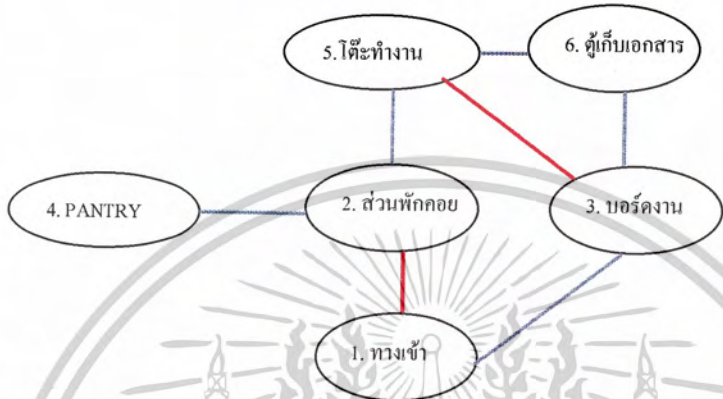 5. โต๊ะทำงาน
6. ตู้เก็บเอกสาร
4. PANTRY
2. ส่วนพักคอย
3. บอร์ดงาน
1. ทางเข้า